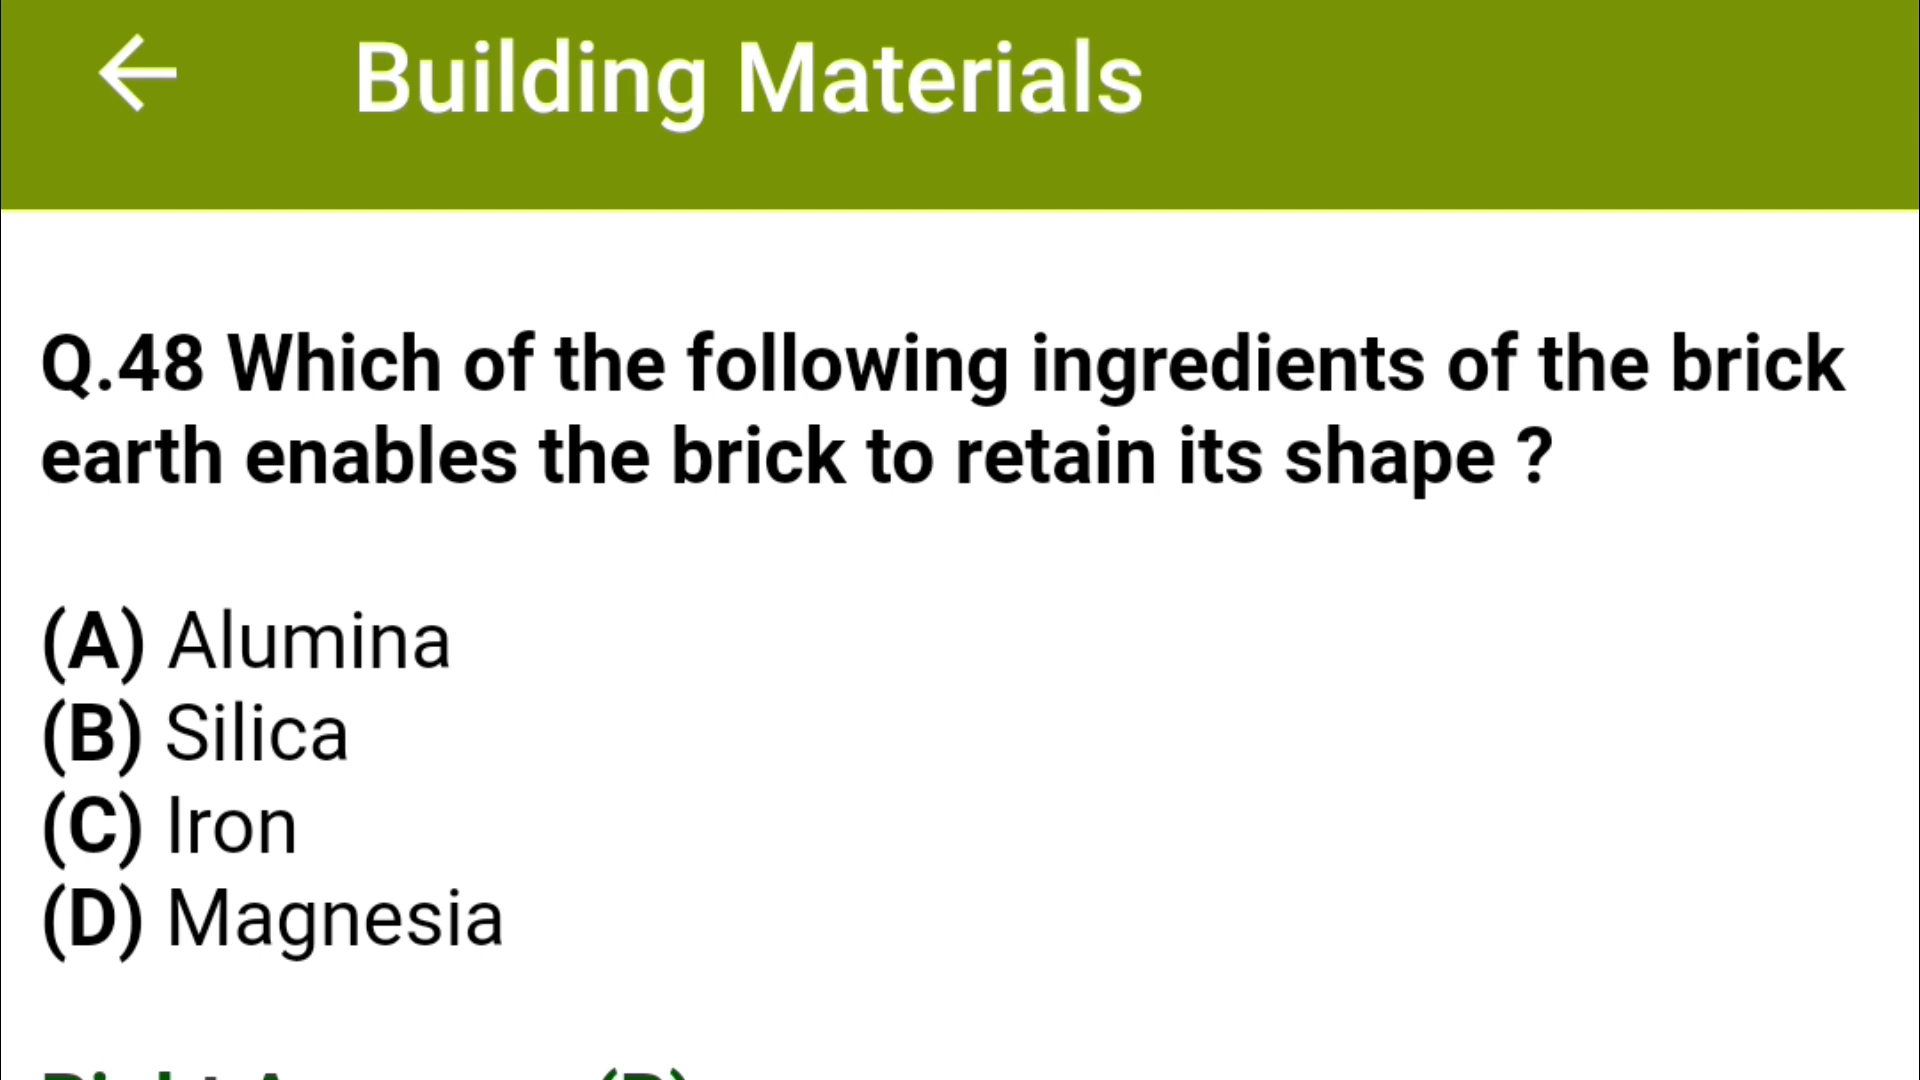 Building Materials
Q.48 Which of the following ingredients of the brick
earth enables the brick to retain its shape ?
(A) Alumina
(B) Silica
(C) Iron
(D) Magnesia